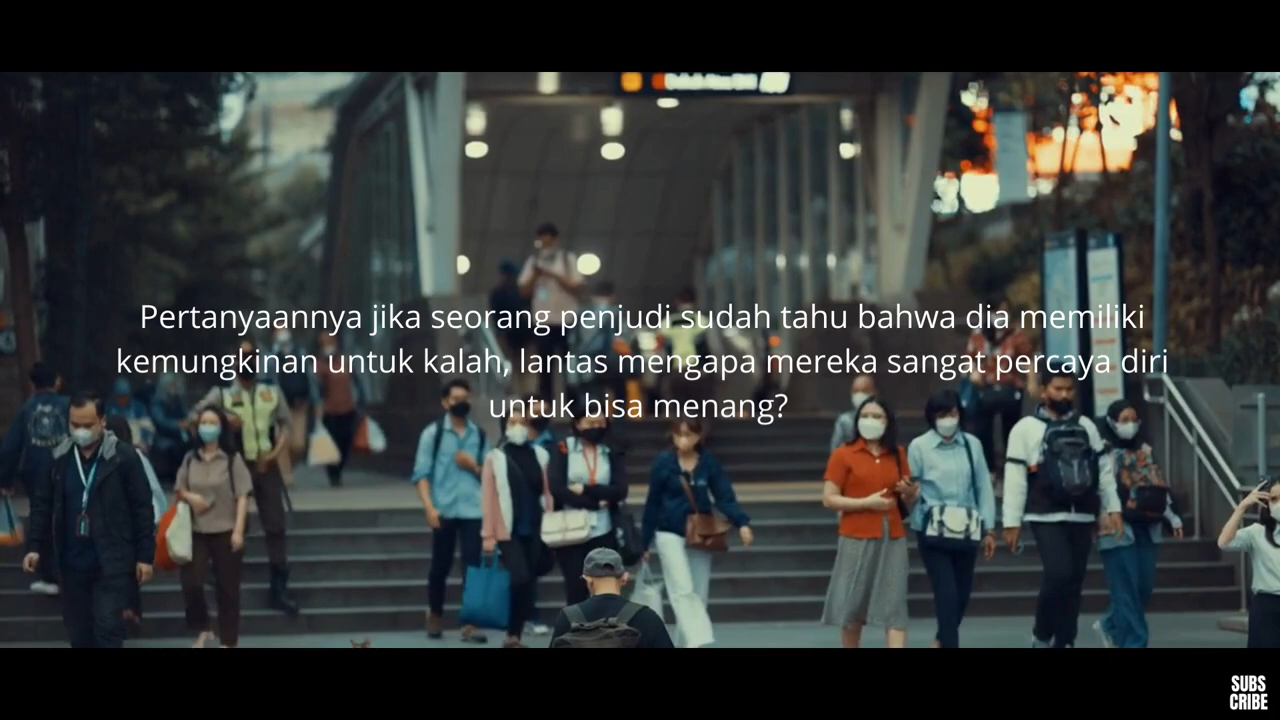 Pertanyaannya jika seorang penjudi sudah tahu bahwa dia memiliki
kemungkinan untuk kalah, lantas mengapa mereka sangat percaya diri
untuk bisa menang?
SUBS
CRIBE